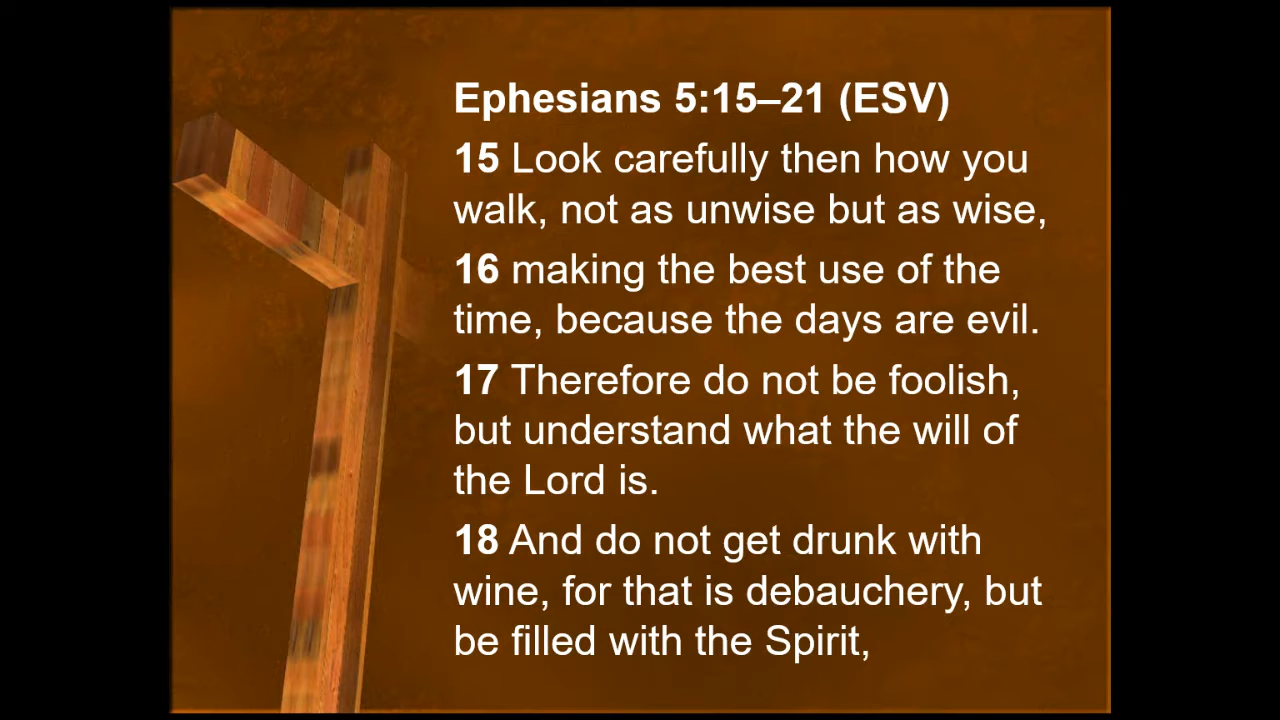 Ephesians 5:15–21 (ESV)
15 Look carefully then how you
walk, not as unwise but as wise,
16 making the best use of the
time, because the days are evil.
17 Therefore do not be foolish,
but understand what the will of
the Lord is.
18 And do not get drunk with
wine, for that is debauchery, but
be filled with the Spirit,